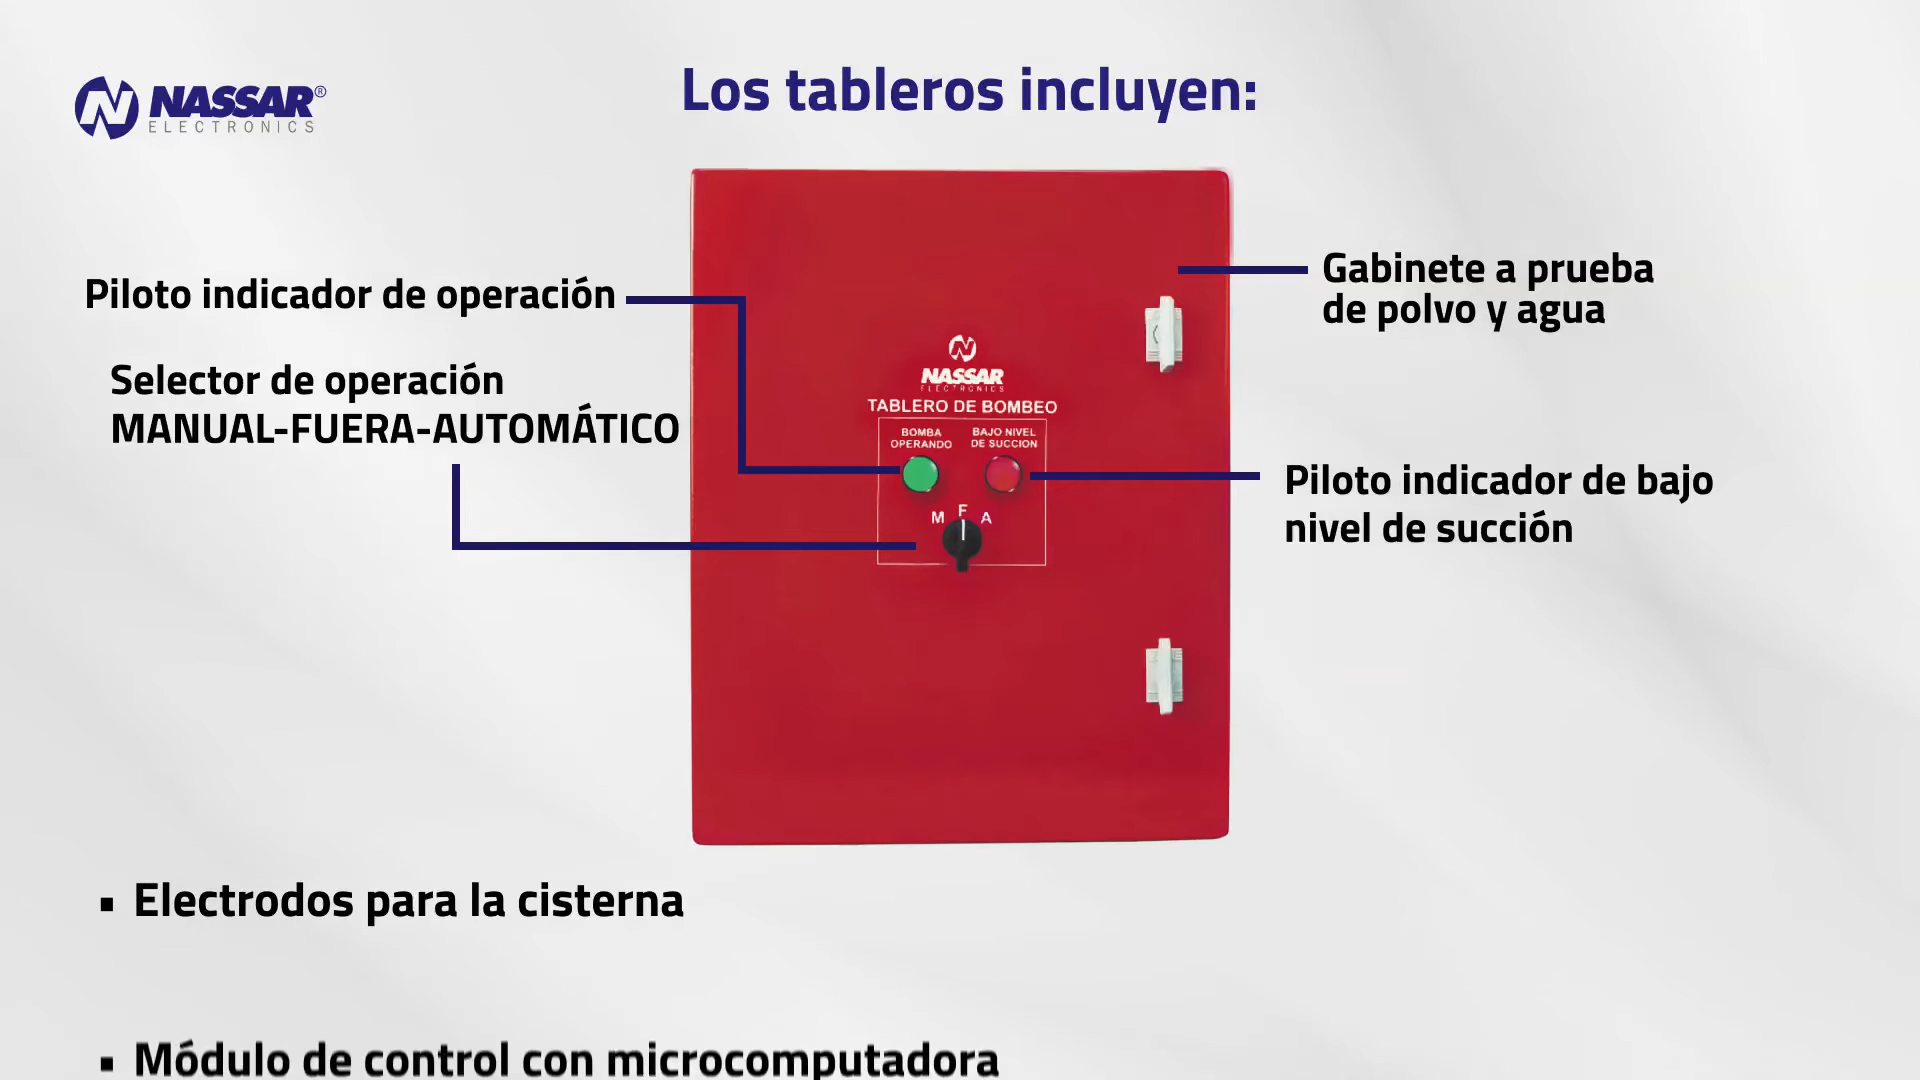 NASSAR®
ELECTRONICS
Los tableros incluyen:
Piloto indicador de operación
Selector de operación
MANUAL-FUERA-AUTOMÁTICO
Gabinete a prueba
de polvo y agua
Piloto indicador de bajo
nivel de succión
NASSAR
ELECTRONICS
TABLERO DE BOMBEO
BOMBA
OPERANDO
BAJO NIVEL
DE SUCCION
M F A
▪ Electrodos para la cisterna
▪ Módulo de control con microcomputadora